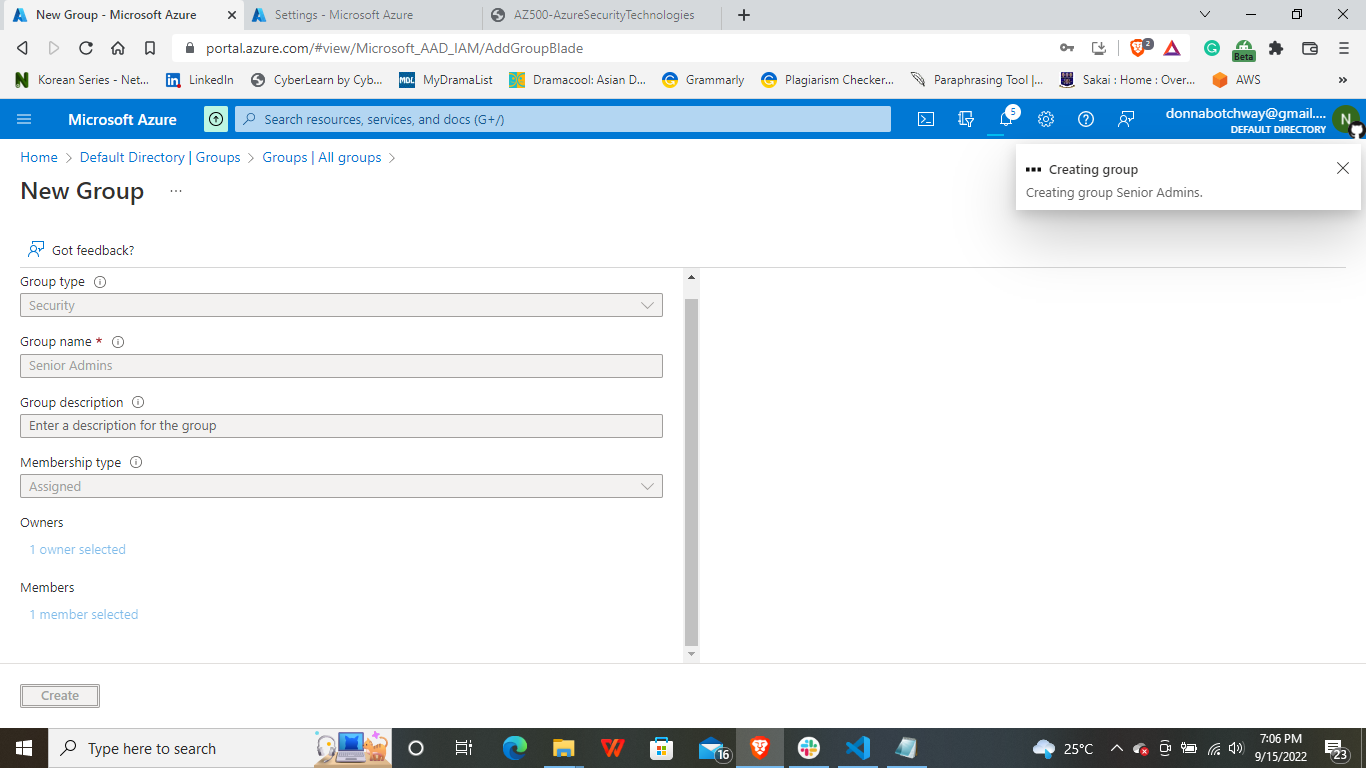 New Group - Microsoft Azure
Settings - Microsoft Azure
AZ500-AzureSecurityTechnologies
portal.azure.com/#view/Microsoft_AAD_IAM/AddGroupBlade
2
Beta
Korean Series - Net...
LinkedIn
CyberLearn by Cyb...
MDL
MyDramaList
Dramacool: Asian D...
Grammarly
Plagiarism Checker...
Paraphrasing Tool |...
Sakai : Home : Over...
AWS
Microsoft Azure
Search resources, services, and docs (G+/)
5
donnabotchway@gmail....
DEFAULT DIRECTORY
N
Home > Default Directory | Groups > Groups | All groups >
New Group ...
Creating group
Creating group Senior Admins.
Got feedback?
Group type
Security
Group name *
Senior Admins
Group description
Enter a description for the group
Membership type
Assigned
Owners
1 owner selected
Members
1 member selected
Create
Type here to search
16
25°C
7:06 PM
9/15/2022
23